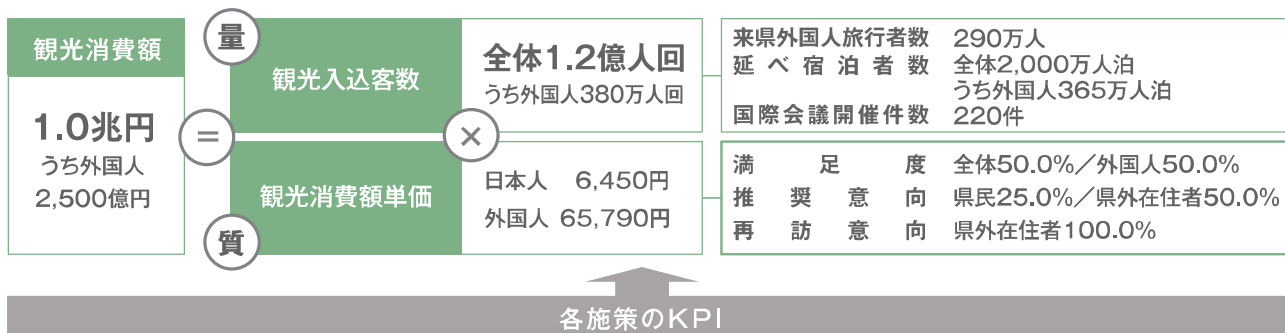 観光消費額
1.0兆円
うち外国人
2,500億円
＝
量
観光入込客数
全体1.2億人回
うち外国人380万人回
×
質
観光消費額単価
日本人 6,450円
外国人 65,790円
来県外国人旅行者数 290万人
延べ宿泊者数 全体2,000万人泊
うち外国人365万人泊
国際会議開催件数 220件
満足度 全体50.0%／外国人50.0%
推奨意向 県民25.0%／県外在住者50.0%
再訪意向 県外在住者100.0%
各施策のKPI